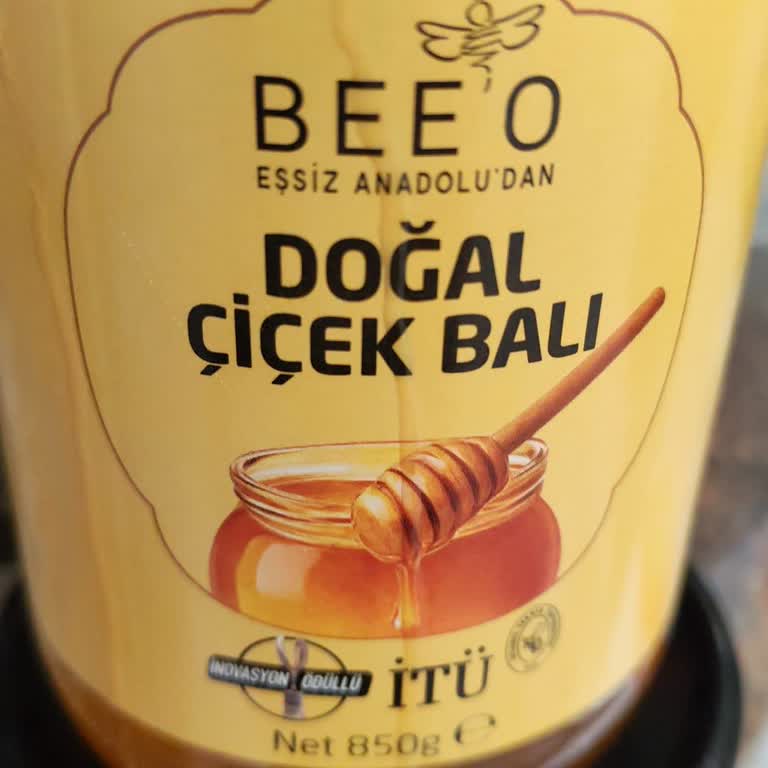 BEE'O
EŞSİZ ANADOLU'DAN
DOĞAL
ÇİÇEK BALI
İNOVASYON ÖDÜLLÜ
İTÜ
Net 850g ℮